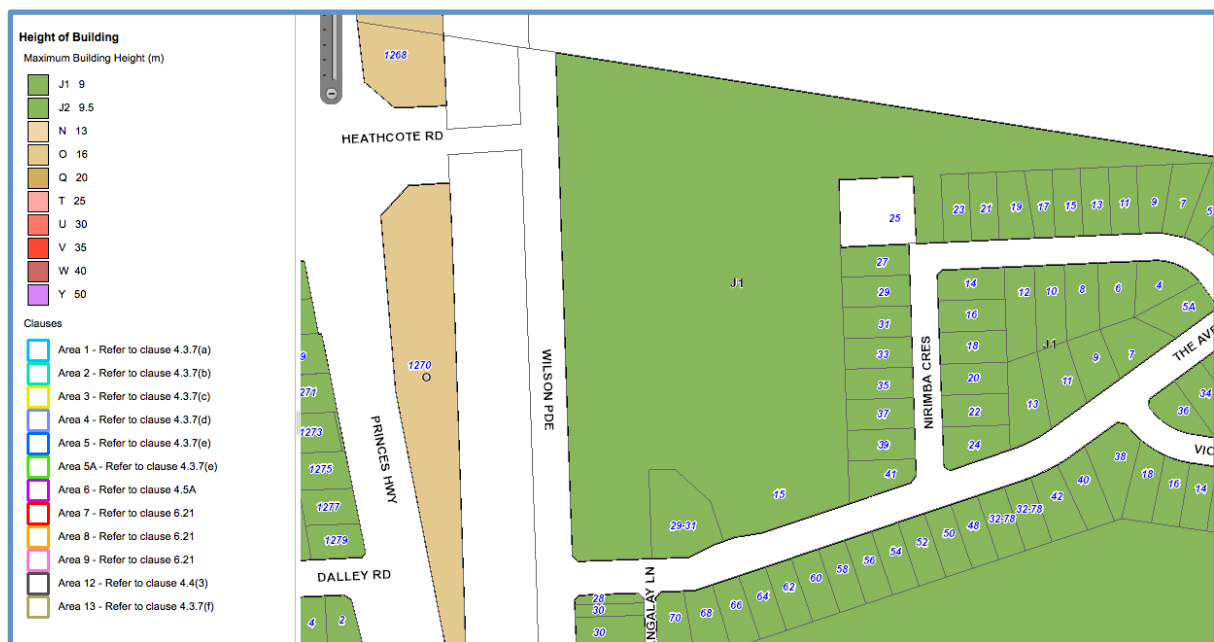 Height of Building
Maximum Building Height (m)
J1 9
J2 9.5
N 13
O 16
Q 20
T 25
U 30
V 35
W 40
Y 50
Clauses
Area 1 - Refer to clause 4.3.7(a)
Area 2 - Refer to clause 4.3.7(b)
Area 3 - Refer to clause 4.3.7(c)
Area 4 - Refer to clause 4.3.7(d)
Area 5 - Refer to clause 4.3.7(e)
Area 5A - Refer to clause 4.3.7(e)
Area 6 - Refer to clause 4.5A
Area 7 - Refer to clause 6.21
Area 8 - Refer to clause 6.21
Area 9 - Refer to clause 6.21
Area 12 - Refer to clause 4.4(3)
Area 13 - Refer to clause 4.3.7(f)
1268
HEATHCOTE RD
1270
O
PRINCES HWY
WILSON PDE
9
1271
1273
1275
1277
1279
DALLEY RD
4
2
J1
15
29-31
25
27
29
31
33
35
37
39
41
NIRIMBA CRES
23
21
19
17
15
13
11
9
7
5
14
16
18
20
22
24
12
10
8
6
4
5A
J1
13
11
9
7
THE AVE
34
36
VIC
38
18
16
14
40
42
32-78
32-78
48
50
52
54
56
58
60
62
64
66
68
70
ANGALAY LN
28
30
30